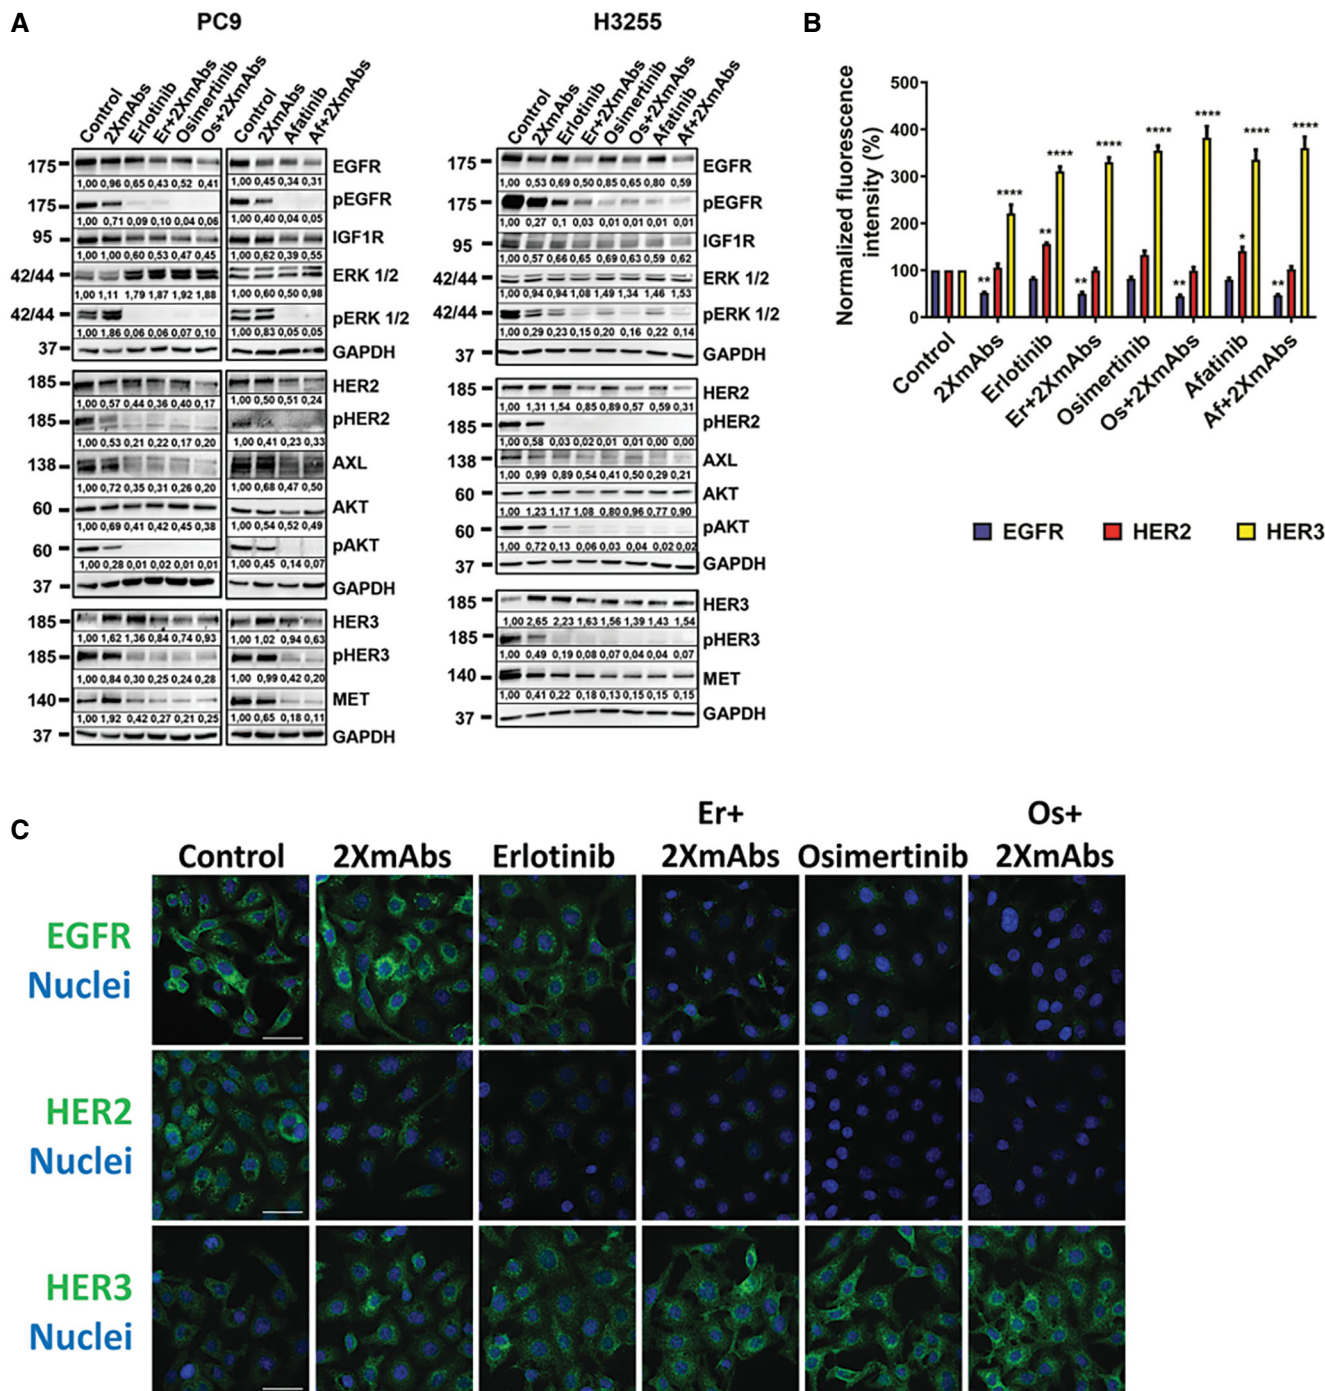 A
PC9
Control
2XmAbs
Erlotinib
Er+2XmAbs
Osimertinib
Os+2XmAbs
Control
2XmAbs
Afatinib
Af+2XmAbs
175
EGFR
1,00 0,96 0,65 0,43 0,52 0,41
1,00 0,45 0,34 0,31
175
pEGFR
1,00 0,71 0,09 0,10 0,04 0,06
1,00 0,40 0,04 0,05
95
IGF1R
1,00 1,00 0,60 0,53 0,47 0,45
1,00 0,62 0,39 0,55
42/44
ERK 1/2
1,00 1,11 1,79 1,87 1,92 1,88
1,00 0,60 0,50 0,98
42/44
pERK 1/2
1,00 1,86 0,06 0,06 0,07 0,10
1,00 0,83 0,05 0,05
37
GAPDH
185
HER2
1,00 0,57 0,44 0,36 0,40 0,17
1,00 0,50 0,51 0,24
185
pHER2
1,00 0,53 0,21 0,22 0,17 0,20
1,00 0,41 0,23 0,33
138
AXL
1,00 0,72 0,35 0,31 0,26 0,20
1,00 0,68 0,47 0,50
60
AKT
1,00 0,69 0,41 0,42 0,45 0,38
1,00 0,54 0,52 0,49
60
pAKT
1,00 0,28 0,01 0,02 0,01 0,01
1,00 0,45 0,14 0,07
37
GAPDH
185
HER3
1,00 1,62 1,36 0,84 0,74 0,93
1,00 1,02 0,94 0,63
185
pHER3
1,00 0,84 0,30 0,25 0,24 0,28
1,00 0,99 0,42 0,20
140
MET
1,00 1,92 0,42 0,27 0,21 0,25
1,00 0,65 0,18 0,11
37
GAPDH
H3255
Control
2XmAbs
Erlotinib
Er+2XmAbs
Osimertinib
Os+2XmAbs
Afatinib
Af+2XmAbs
175
EGFR
1,00 0,53 0,69 0,50 0,85 0,65 0,80 0,59
175
pEGFR
1,00 0,27 0,1 0,03 0,01 0,01 0,01 0,01
95
IGF1R
1,00 0,57 0,66 0,65 0,69 0,63 0,59 0,62
42/44
ERK 1/2
1,00 0,94 0,94 1,08 1,49 1,34 1,46 1,53
42/44
pERK 1/2
1,00 0,29 0,23 0,15 0,20 0,16 0,22 0,14
37
GAPDH
185
HER2
1,00 1,31 1,54 0,85 0,89 0,57 0,59 0,31
185
pHER2
1,00 0,58 0,03 0,02 0,01 0,01 0,00 0,00
138
AXL
1,00 0,99 0,89 0,54 0,41 0,50 0,29 0,21
60
AKT
1,00 1,23 1,17 1,08 0,80 0,96 0,77 0,90
60
pAKT
1,00 0,72 0,13 0,06 0,03 0,04 0,02 0,02
37
GAPDH
185
HER3
1,00 2,65 2,23 1,63 1,56 1,39 1,43 1,54
185
pHER3
1,00 0,49 0,19 0,08 0,07 0,04 0,04 0,07
140
MET
1,00 0,41 0,22 0,18 0,13 0,15 0,15 0,15
37
GAPDH
B
Normalized fluorescence
intensity (%)
500
400
300
200
100
0
** ****
** ****
** ****
****
** ****
* ****
** ****
Control
2XmAbs
Erlotinib
Er+2XmAbs
Osimertinib
Os+2XmAbs
Afatinib
Af+2XmAbs
EGFR
HER2
HER3
C
Control
2XmAbs
Erlotinib
Er+
2XmAbs
Osimertinib
Os+
2XmAbs
EGFR
Nuclei
HER2
Nuclei
HER3
Nuclei